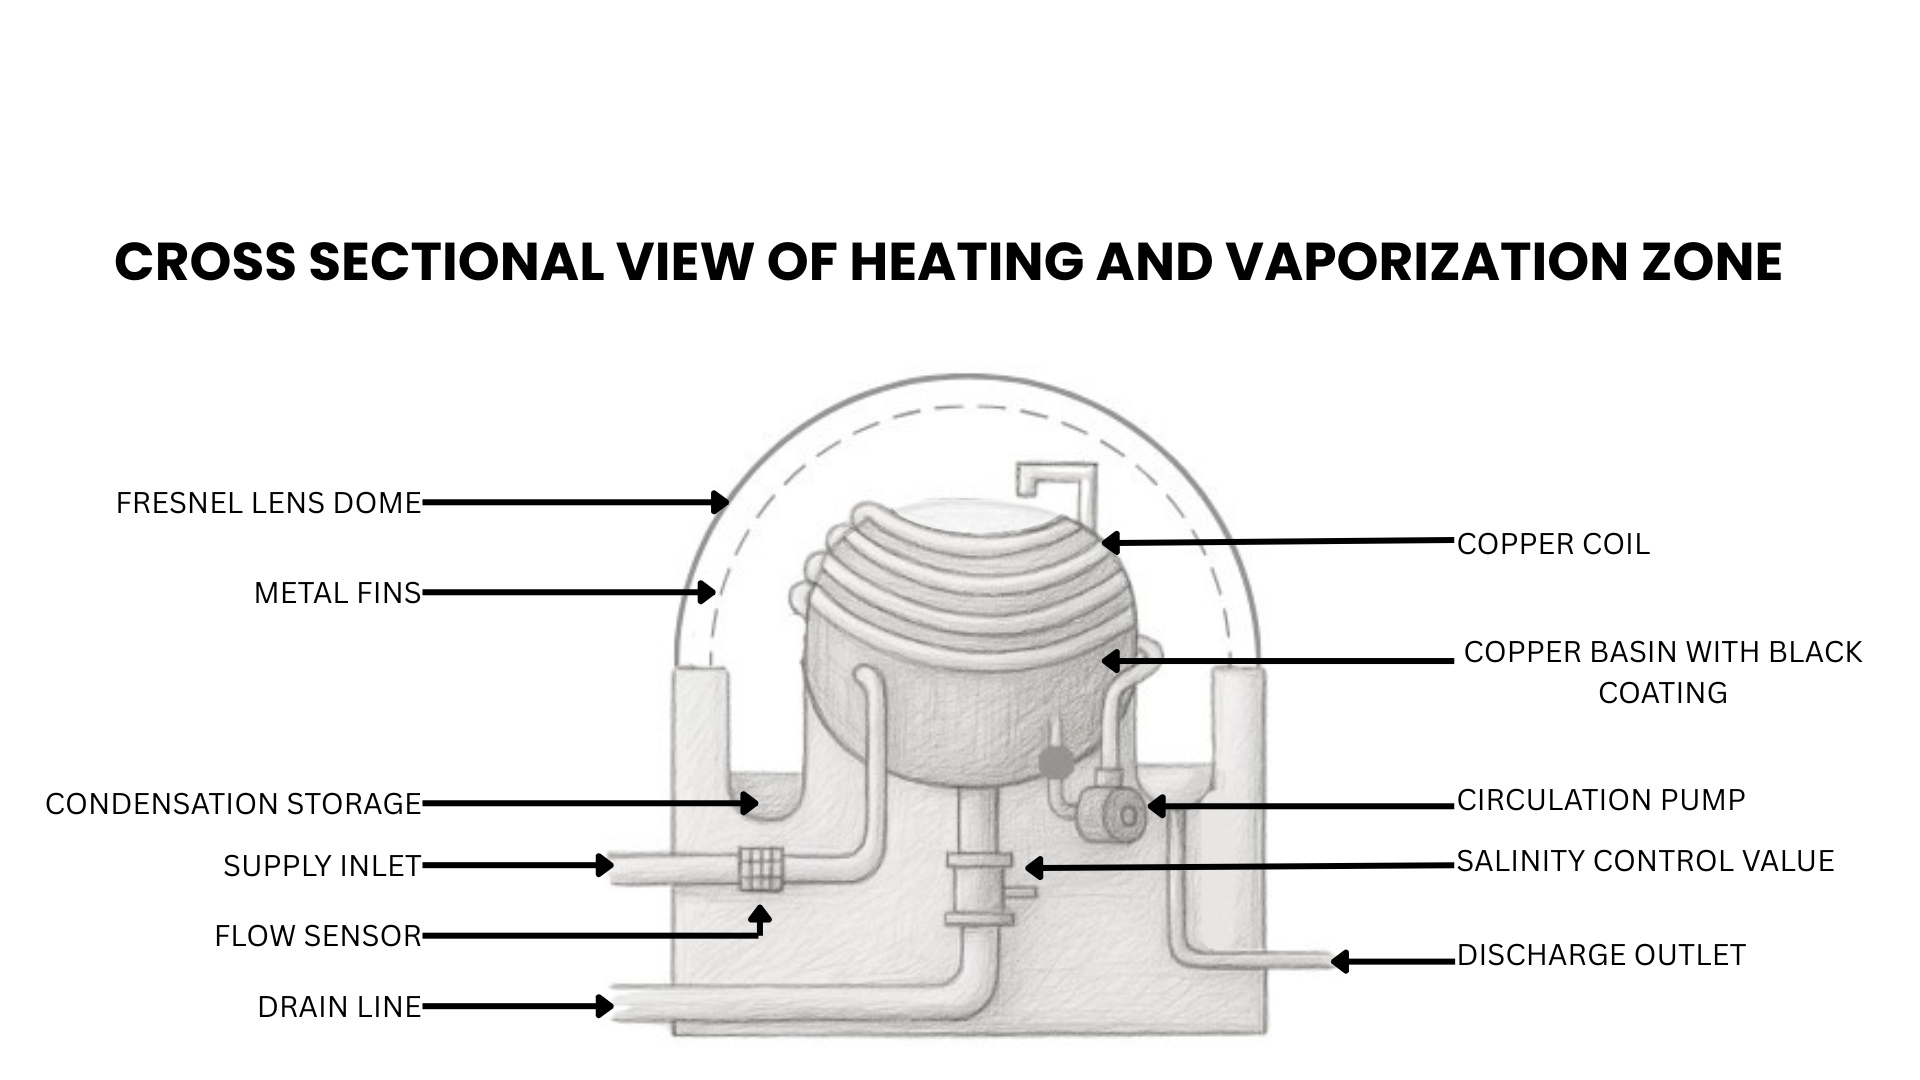 CROSS SECTIONAL VIEW OF HEATING AND VAPORIZATION ZONE
FRESNEL LENS DOME
METAL FINS
CONDENSATION STORAGE
SUPPLY INLET
FLOW SENSOR
DRAIN LINE
COPPER COIL
COPPER BASIN WITH BLACK
COATING
CIRCULATION PUMP
SALINITY CONTROL VALUE
DISCHARGE OUTLET